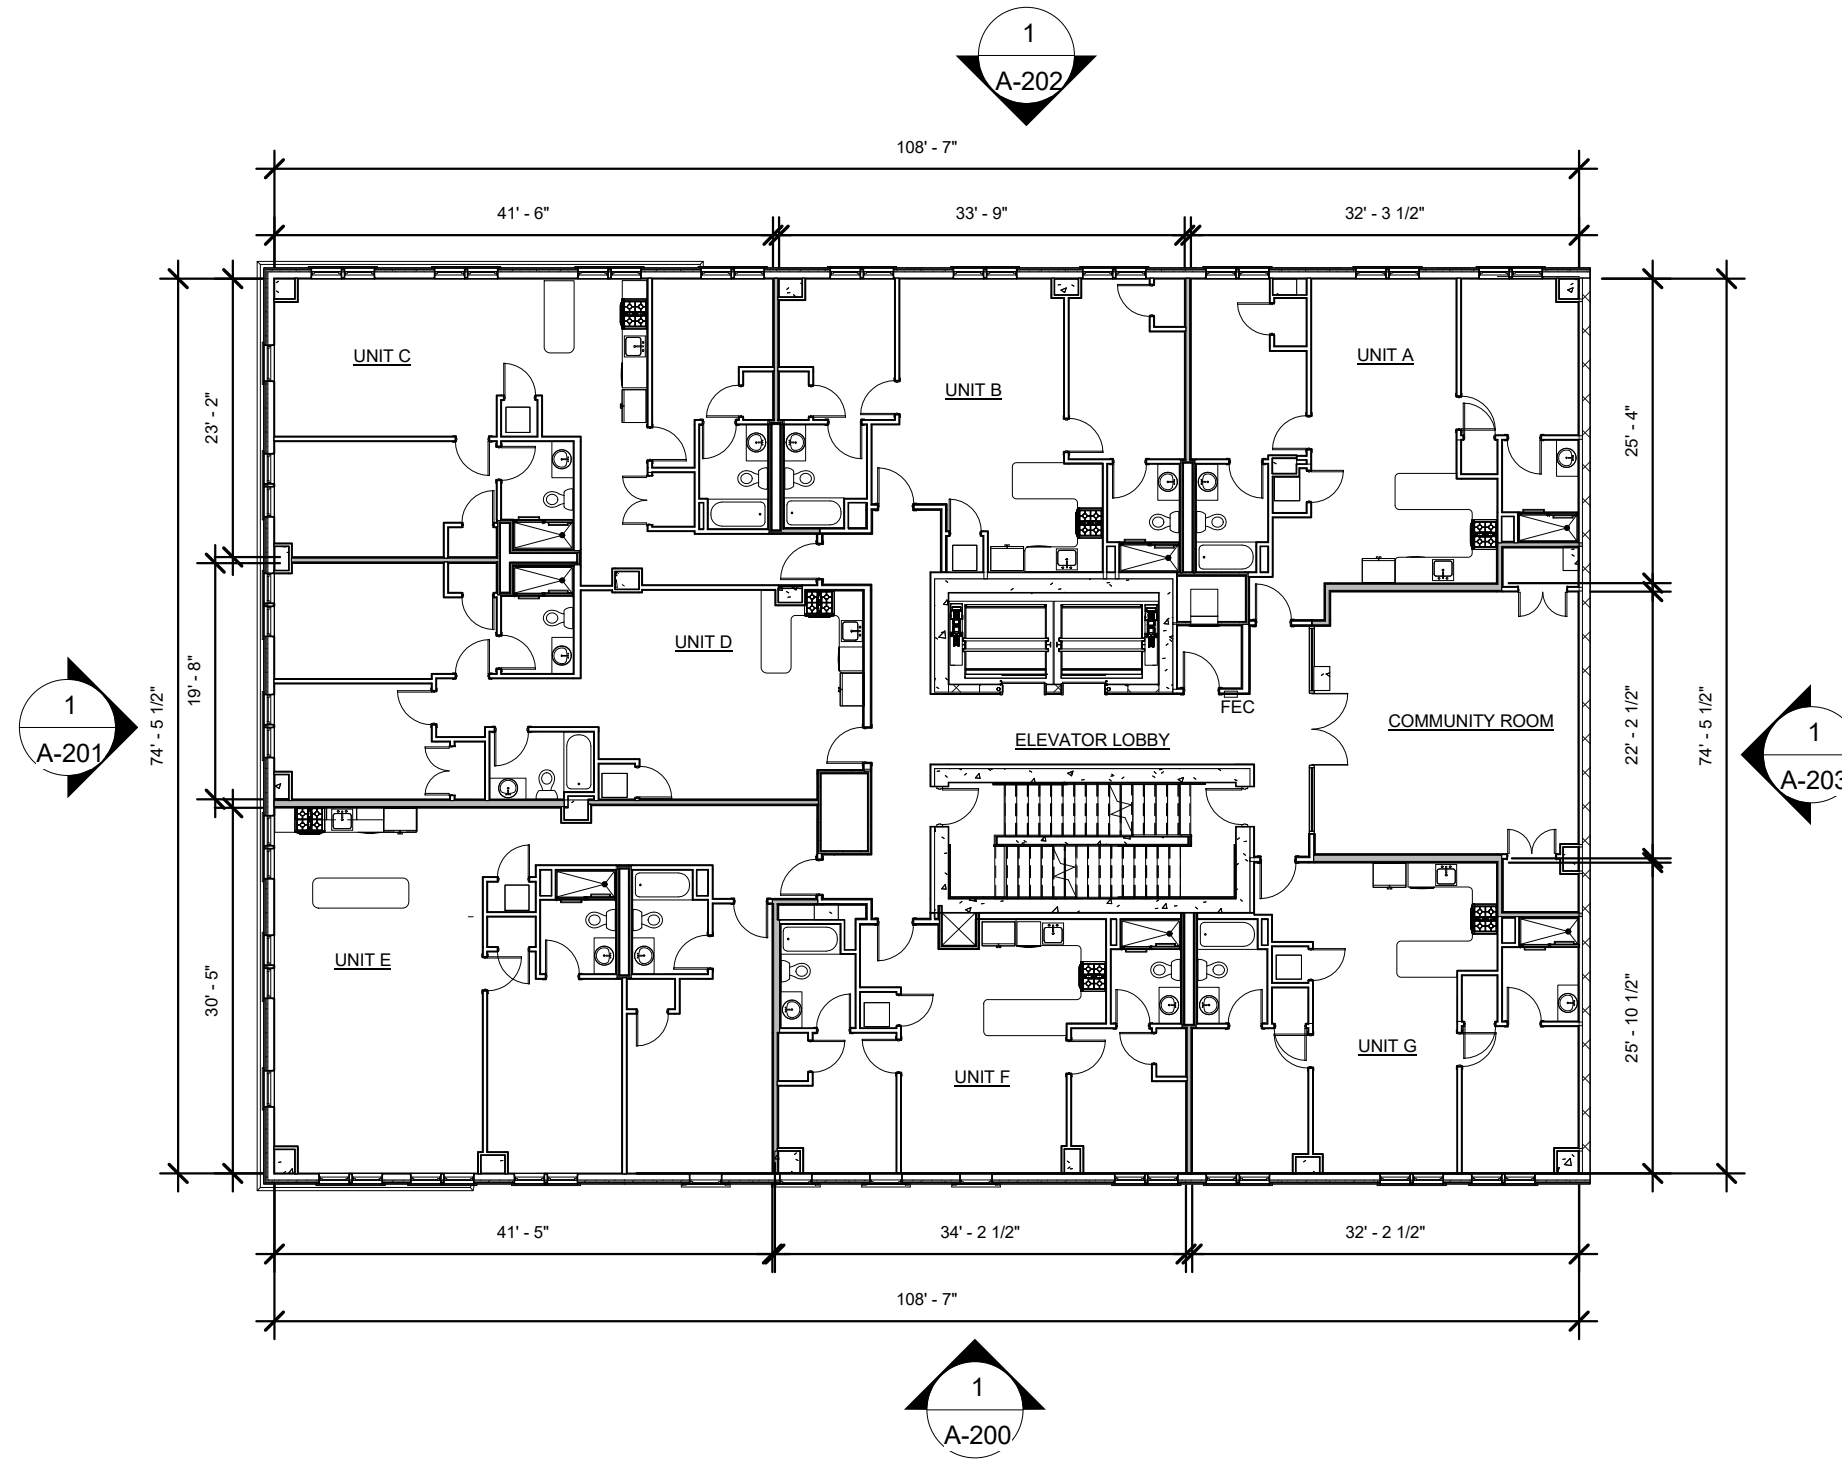 1
A-202
108' - 7"
41' - 6"
33' - 9"
32' - 3 1/2"
UNIT C
UNIT B
UNIT A
23' - 2"
25' - 4"
UNIT D
19' - 8"
74' - 5 1/2"
1
A-201
FEC
COMMUNITY ROOM
ELEVATOR LOBBY
22' - 2 1/2"
74' - 5 1/2"
1
A-203
UNIT E
30' - 5"
UNIT F
UNIT G
25' - 10 1/2"
41' - 5"
34' - 2 1/2"
32' - 2 1/2"
108' - 7"
1
A-200